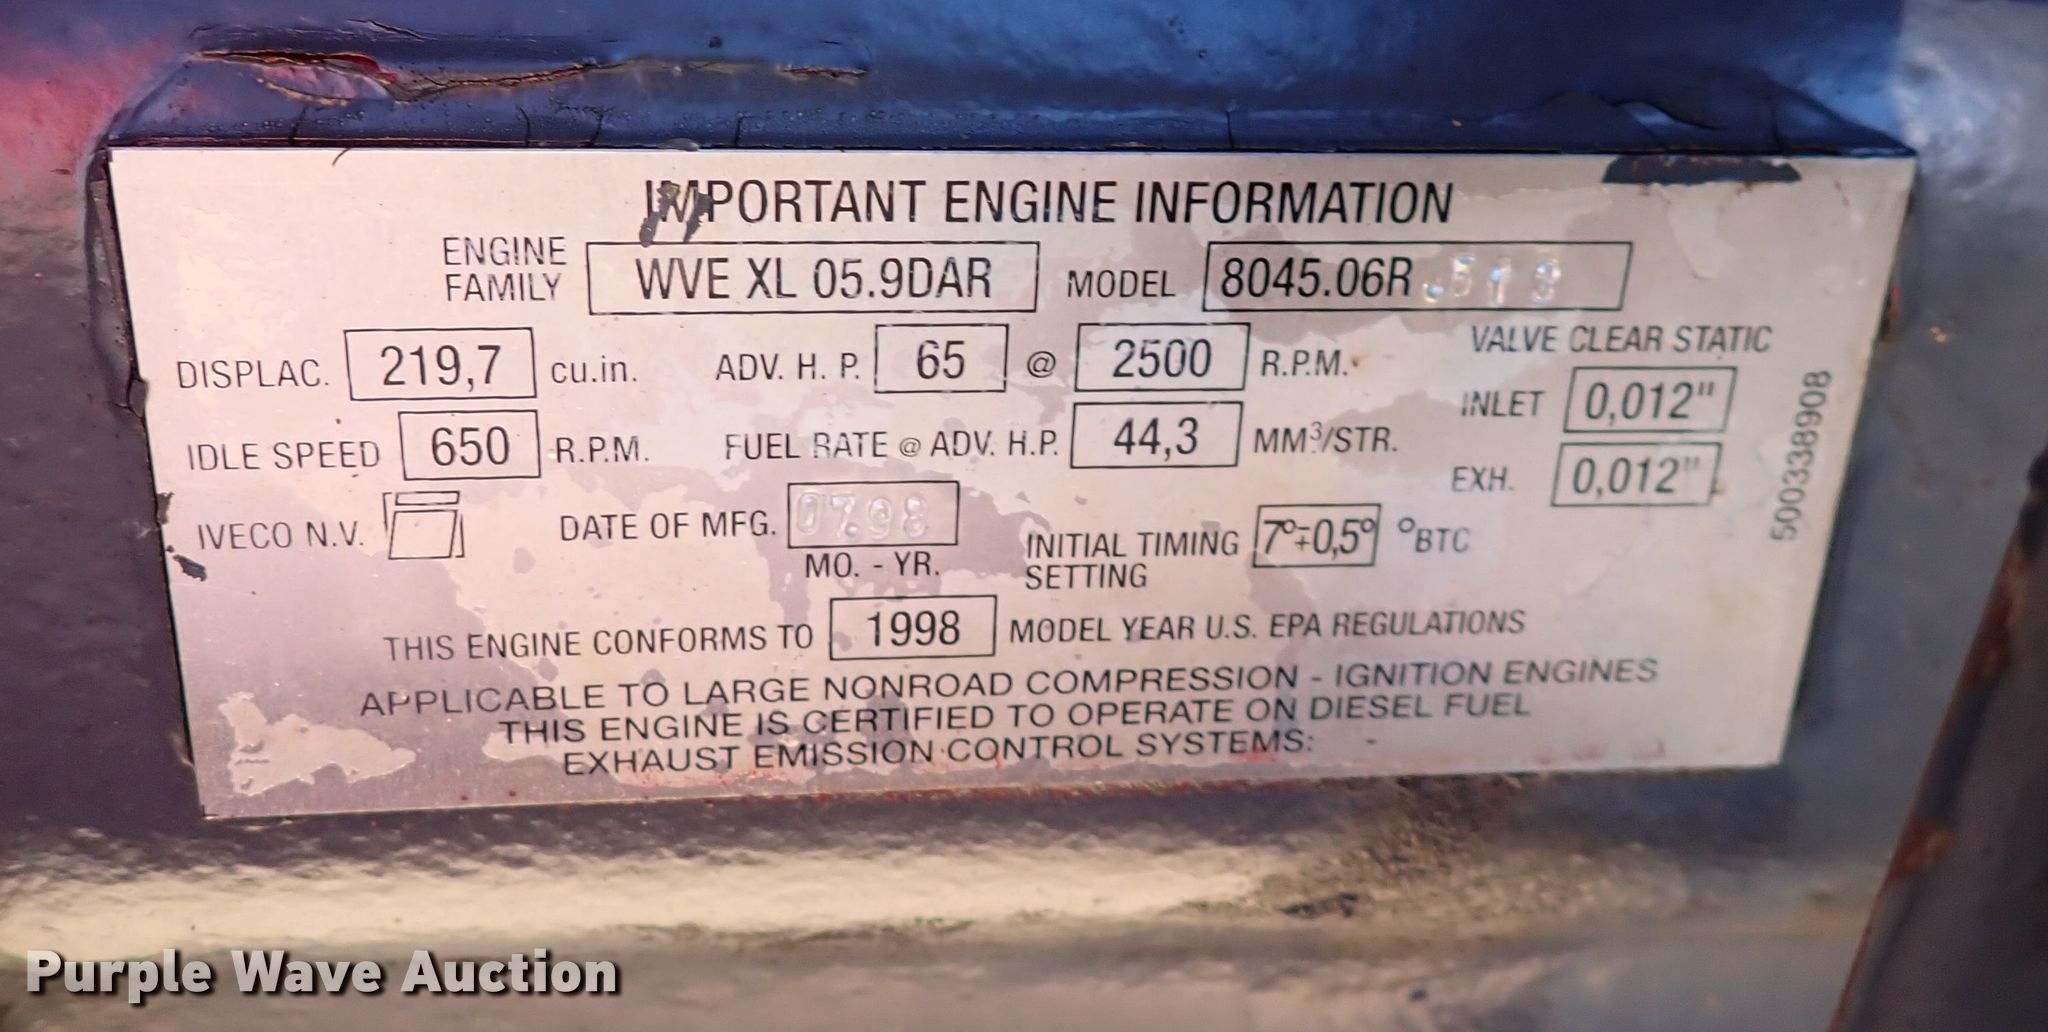 IMPORTANT ENGINE INFORMATION
ENGINE FAMILY WVE XL 05.9DAR MODEL 8045.06R
DISPLAC. 219,7 cu.in. ADV. H. P. 65 @ 2500 R.P.M.
VALVE CLEAR STATIC
INLET 0,012"
EXH. 0,012"
IDLE SPEED 650 R.P.M. FUEL RATE @ ADV. H.P. 44,3 MM³/STR.
IVECO N.V. DATE OF MFG. 07.98
MO. - YR.
INITIAL TIMING SETTING 7°∓0,5° °BTC
THIS ENGINE CONFORMS TO 1998 MODEL YEAR U.S. EPA REGULATIONS
APPLICABLE TO LARGE NONROAD COMPRESSION - IGNITION ENGINES
THIS ENGINE IS CERTIFIED TO OPERATE ON DIESEL FUEL
EXHAUST EMISSION CONTROL SYSTEMS: -
500338908
Purple Wave Auction